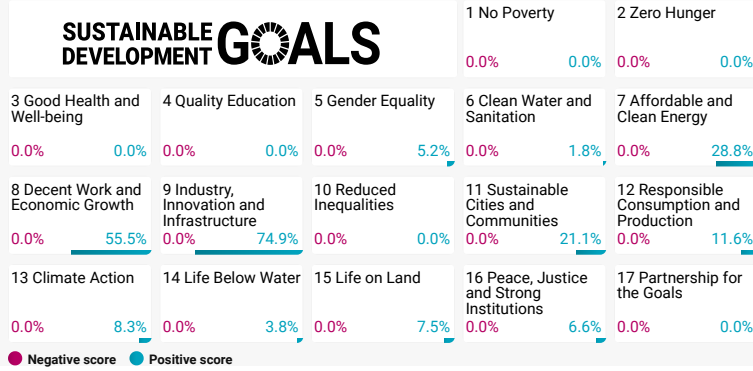 SUSTAINABLE
DEVELOPMENT
GOALS
1 No Poverty
0.0% 0.0%
2 Zero Hunger
0.0% 0.0%
3 Good Health and
Well-being
0.0% 0.0%
4 Quality Education
0.0% 0.0%
5 Gender Equality
0.0% 5.2%
6 Clean Water and
Sanitation
0.0% 1.8%
7 Affordable and
Clean Energy
0.0% 28.8%
8 Decent Work and
Economic Growth
0.0% 55.5%
9 Industry,
Innovation and
Infrastructure
0.0% 74.9%
10 Reduced
Inequalities
0.0% 0.0%
11 Sustainable
Cities and
Communities
0.0% 21.1%
12 Responsible
Consumption and
Production
0.0% 11.6%
13 Climate Action
0.0% 8.3%
14 Life Below Water
0.0% 3.8%
15 Life on Land
0.0% 7.5%
16 Peace, Justice
and Strong
Institutions
0.0% 6.6%
17 Partnership for
the Goals
0.0% 0.0%
Negative score Positive score